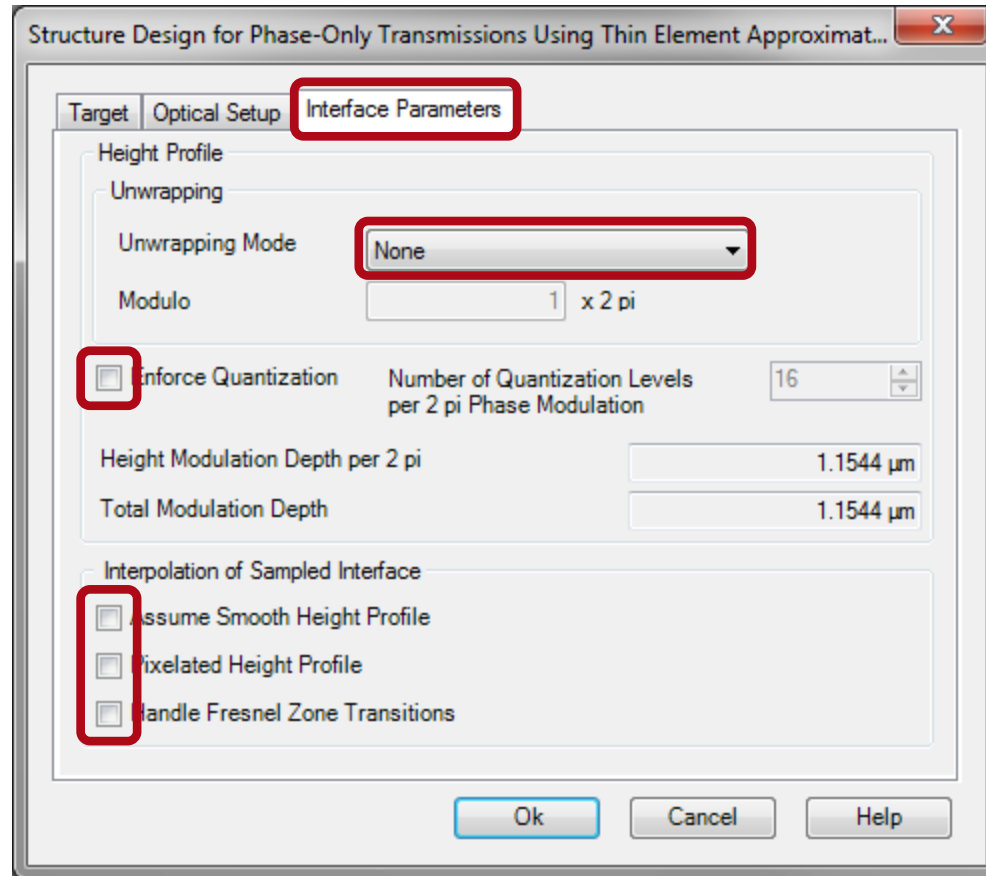 Structure Design for Phase-Only Transmissions Using Thin Element Approximat...
Target Optical Setup Interface Parameters
Height Profile
Unwrapping
Unwrapping Mode None
Modulo 1 x 2 pi
Enforce Quantization Number of Quantization Levels 16
per 2 pi Phase Modulation
Height Modulation Depth per 2 pi 1.1544 µm
Total Modulation Depth 1.1544 µm
Interpolation of Sampled Interface
Assume Smooth Height Profile
Pixelated Height Profile
Handle Fresnel Zone Transitions
Ok Cancel Help